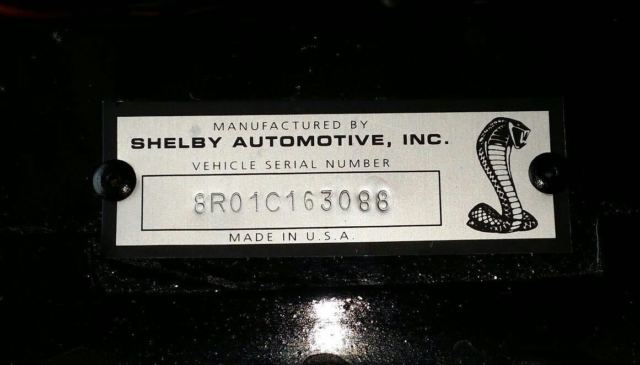 MANUFACTURED BY
SHELBY AUTOMOTIVE, INC.
VEHICLE SERIAL NUMBER
8R01C163088
MADE IN U.S.A.